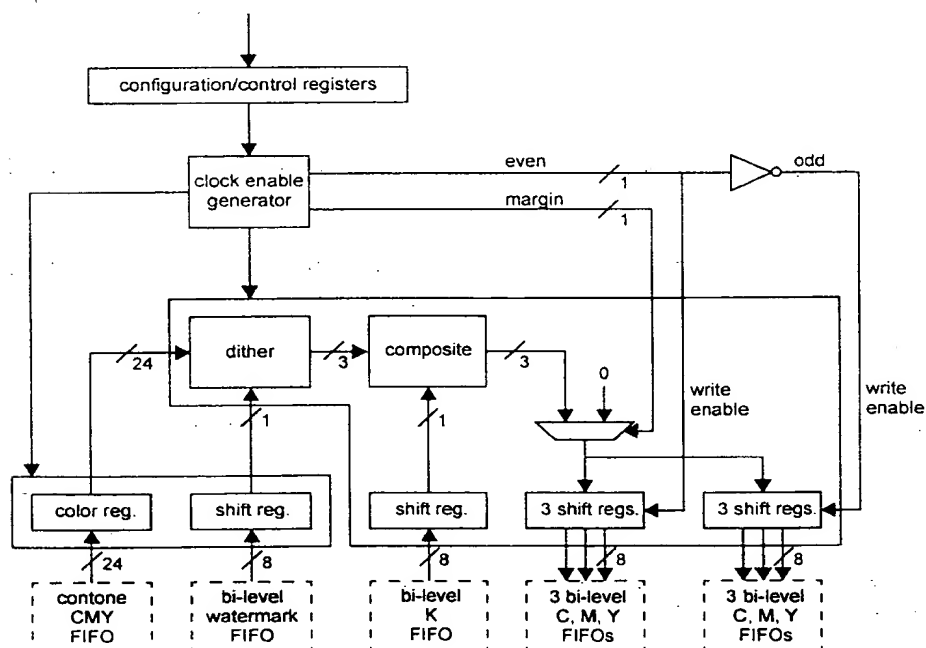 configuration/control registers
clock enable
generator
even
1
odd
margin
1
dither
composite
24
3
3
0
1
1
write
enable
write
enable
color reg.
shift reg.
shift reg.
3 shift regs.
3 shift regs.
24
8
8
8
8
contone
CMY
FIFO
bi-level
watermark
FIFO
bi-level
K
FIFO
3 bi-level
C, M, Y
FIFOs
3 bi-level
C, M, Y
FIFOs